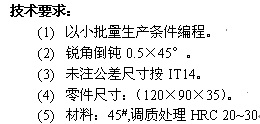 技术要求：
(1) 以小批量生产条件编程。
(2) 锐角倒钝 0.5×45°。
(3) 未注公差尺寸按 IT14。
(4) 零件尺寸：（120×90×35）。
(5) 材料：45#,调质处理 HRC 20~30